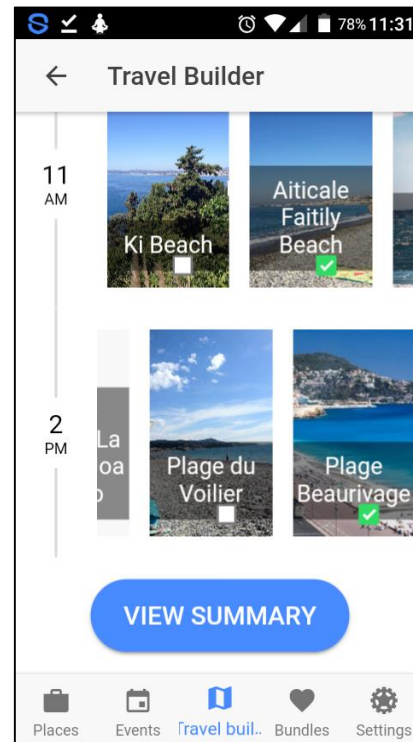 78% 11:31
Travel Builder
11
AM
Ki Beach
Aiticale
Faitily
Beach
2
PM
La
oa
Plage du
Voilier
Plage
Beaurivage
VIEW SUMMARY
Places
Events
Travel buil..
Bundles
Settings